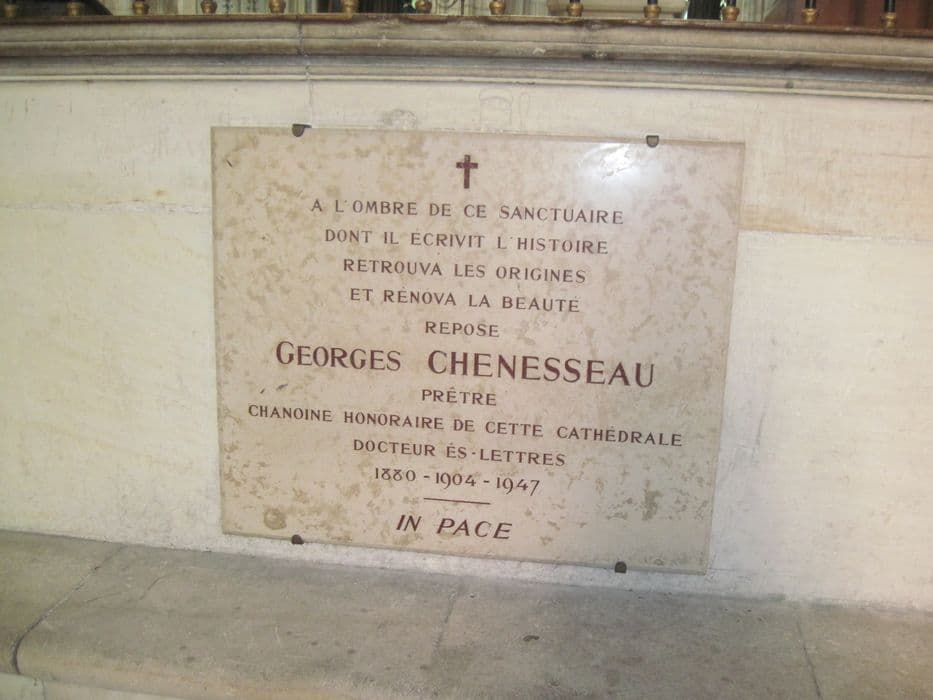 A L'OMBRE DE CE SANCTUAIRE
DONT IL ÉCRIVIT L'HISTOIRE
RETROUVA LES ORIGINES
ET RÉNOVA LA BEAUTÉ
REPOSE
GEORGES CHENESSEAU
PRÊTRE
CHANOINE HONORAIRE DE CETTE CATHÉDRALE
DOCTEUR ÈS-LETTRES
1880-1904-1947
IN PACE